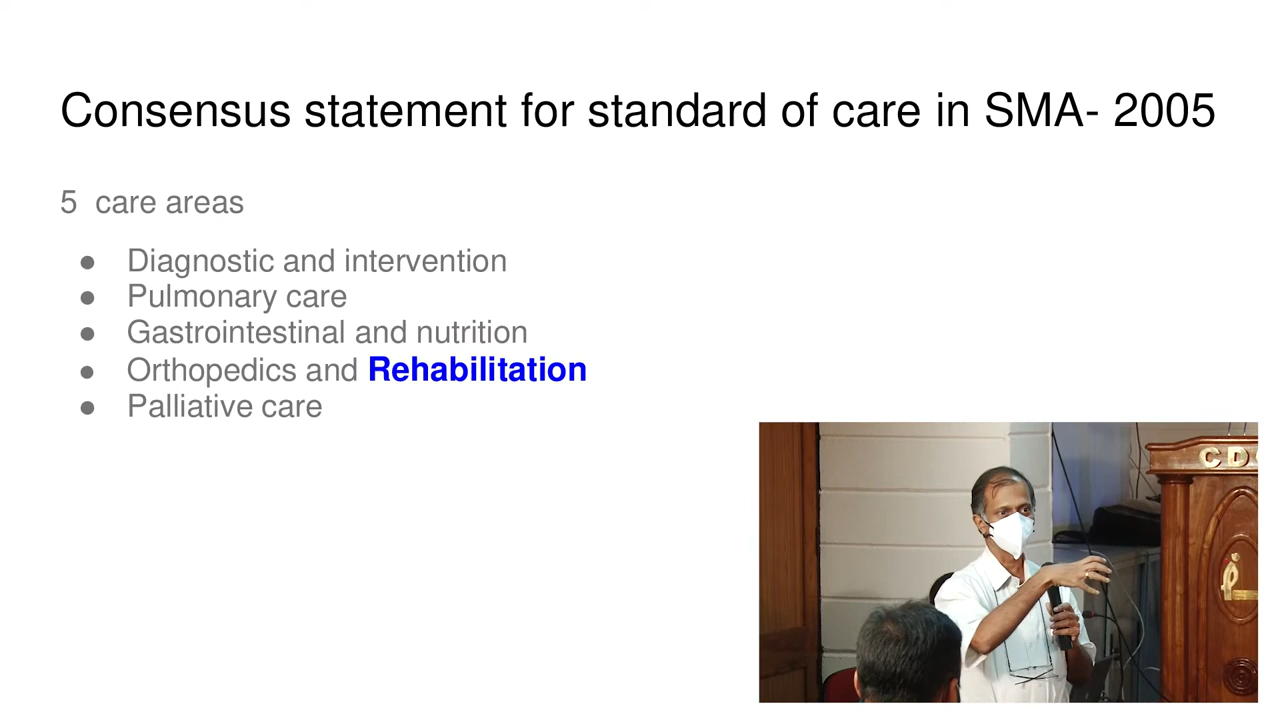 Consensus statement for standard of care in SMA- 2005
5 care areas
● Diagnostic and intervention
● Pulmonary care
● Gastrointestinal and nutrition
● Orthopedics and Rehabilitation
● Palliative care
CDC